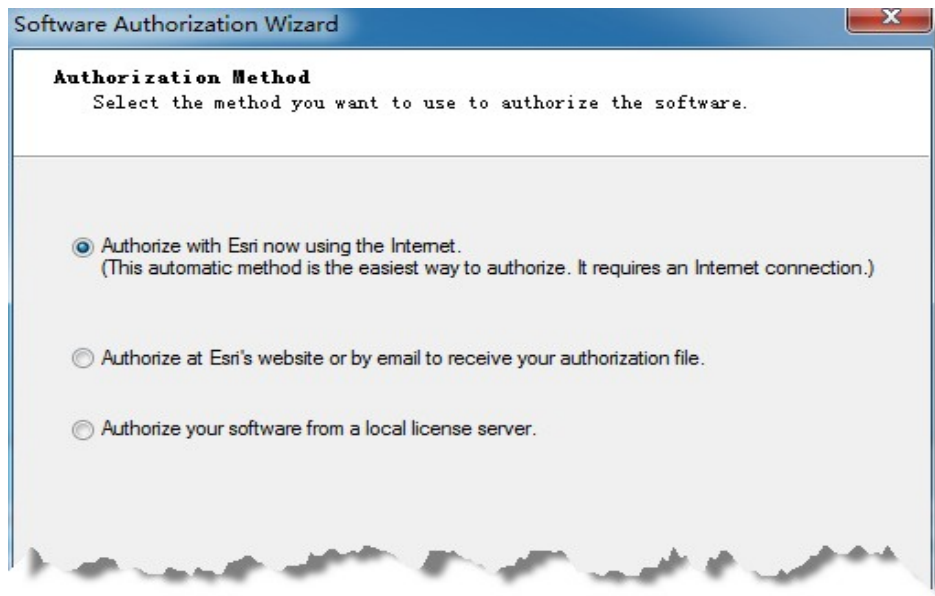 Software Authorization Wizard
Authorization Method
Select the method you want to use to authorize the software.
Authorize with Esri now using the Internet.
(This automatic method is the easiest way to authorize. It requires an Internet connection.)
Authorize at Esri's website or by email to receive your authorization file.
Authorize your software from a local license server.